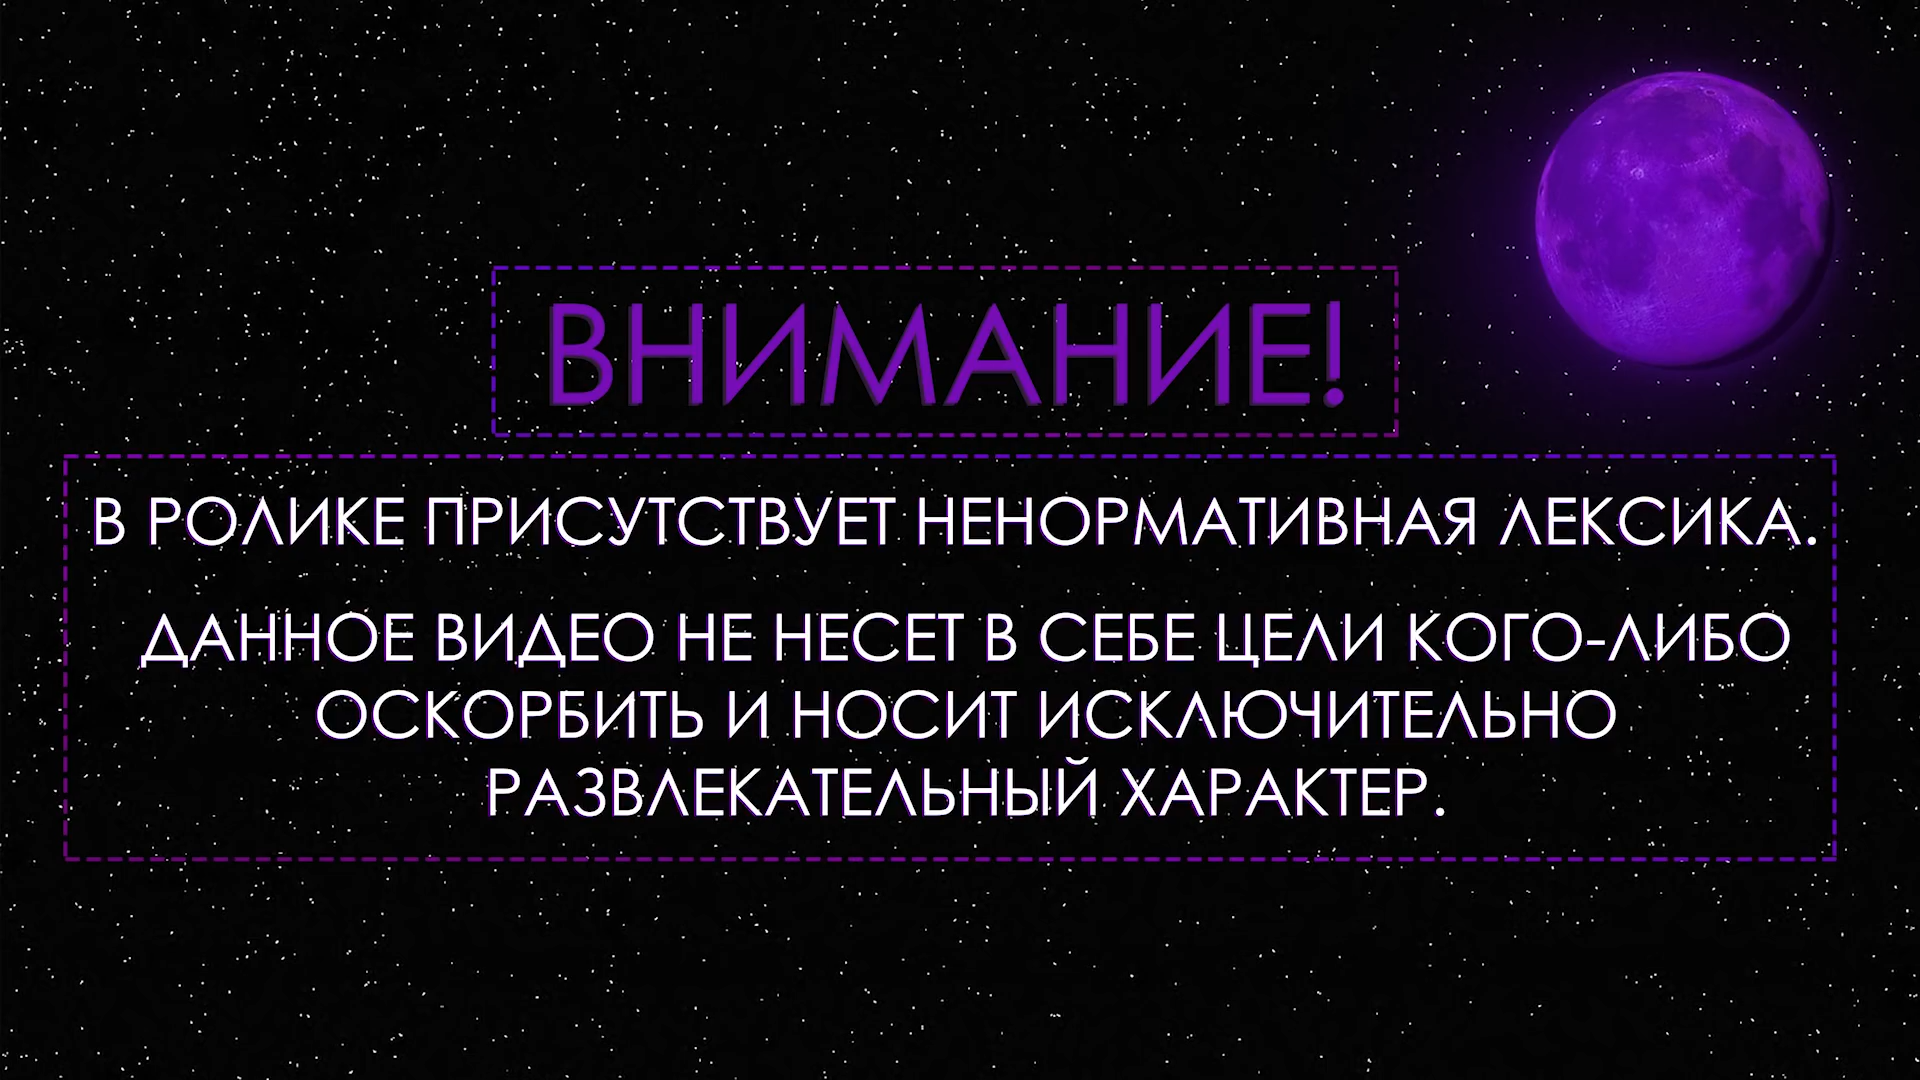 ВНИМАНИЕ!
В РОЛИКЕ ПРИСУТСТВУЕТ НЕНОРМАТИВНАЯ ЛЕКСИКА.
ДАННОЕ ВИДЕО НЕ НЕСЕТ В СЕБЕ ЦЕЛИ КОГО-ЛИБО
ОСКОРБИТЬ И НОСИТ ИСКЛЮЧИТЕЛЬНО
РАЗВЛЕКАТЕЛЬНЫЙ ХАРАКТЕР.